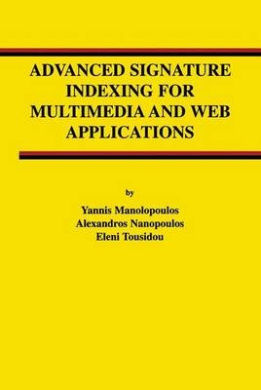 ADVANCED SIGNATURE
INDEXING FOR
MULTIMEDIA AND WEB
APPLICATIONS
by
Yannis Manolopoulos
Alexandros Nanopoulos
Eleni Tousidou